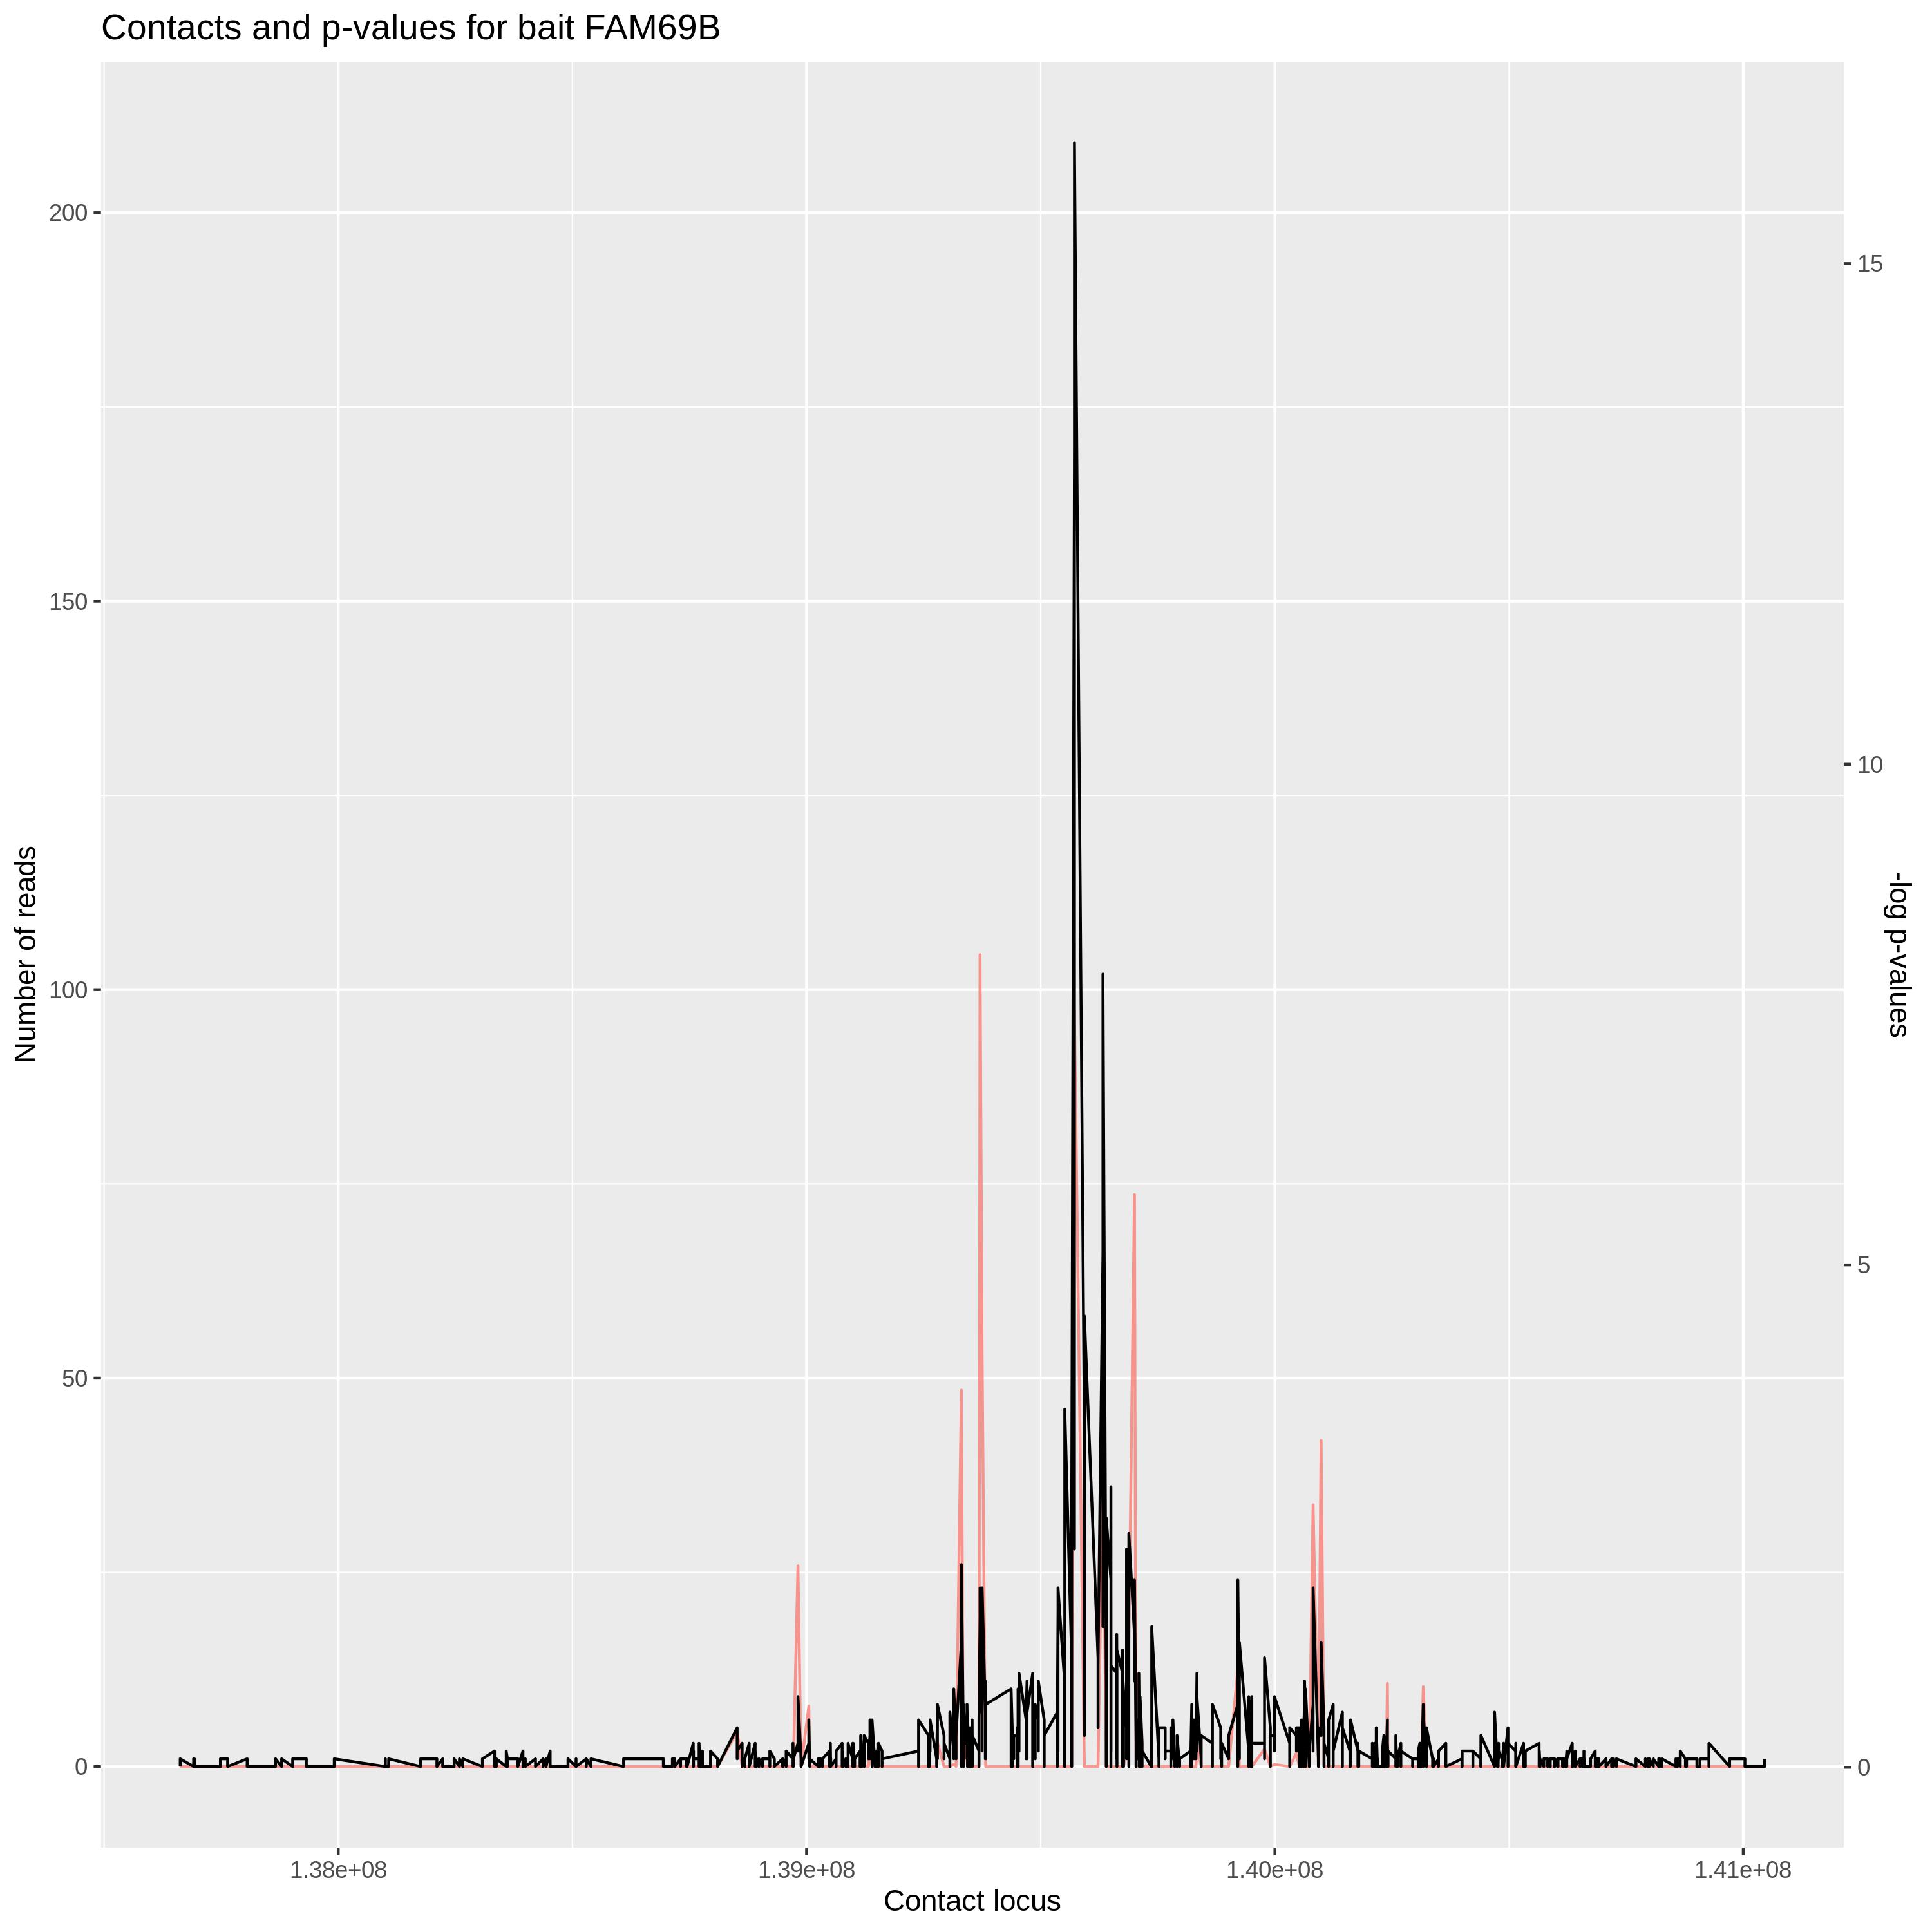 Contacts and p-values for bait FAM69B
200
150
100
50
0
Number of reads
15
10
5
0
-log p-values
1.38e+08
1.39e+08
1.40e+08
1.41e+08
Contact locus